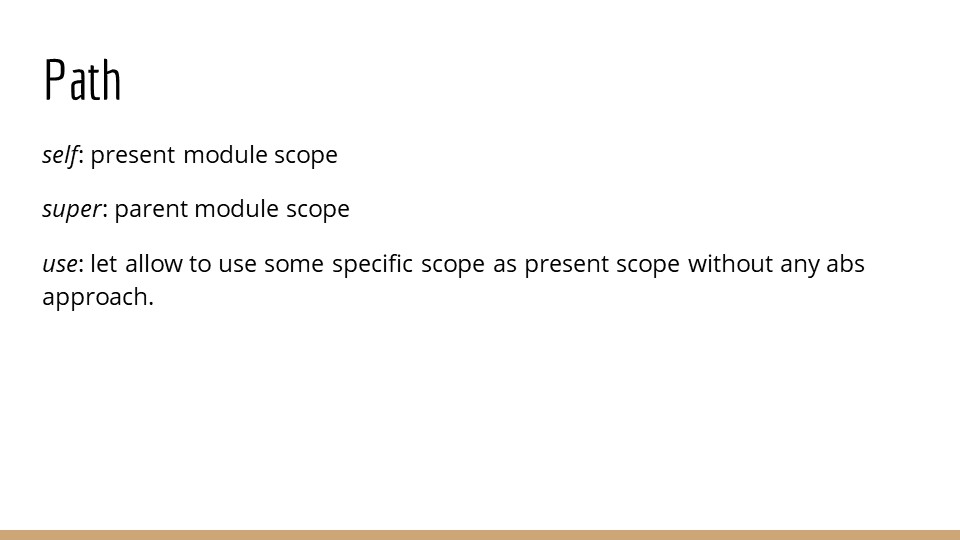 Path
self: present module scope
super: parent module scope
use: let allow to use some specific scope as present scope without any abs
approach.